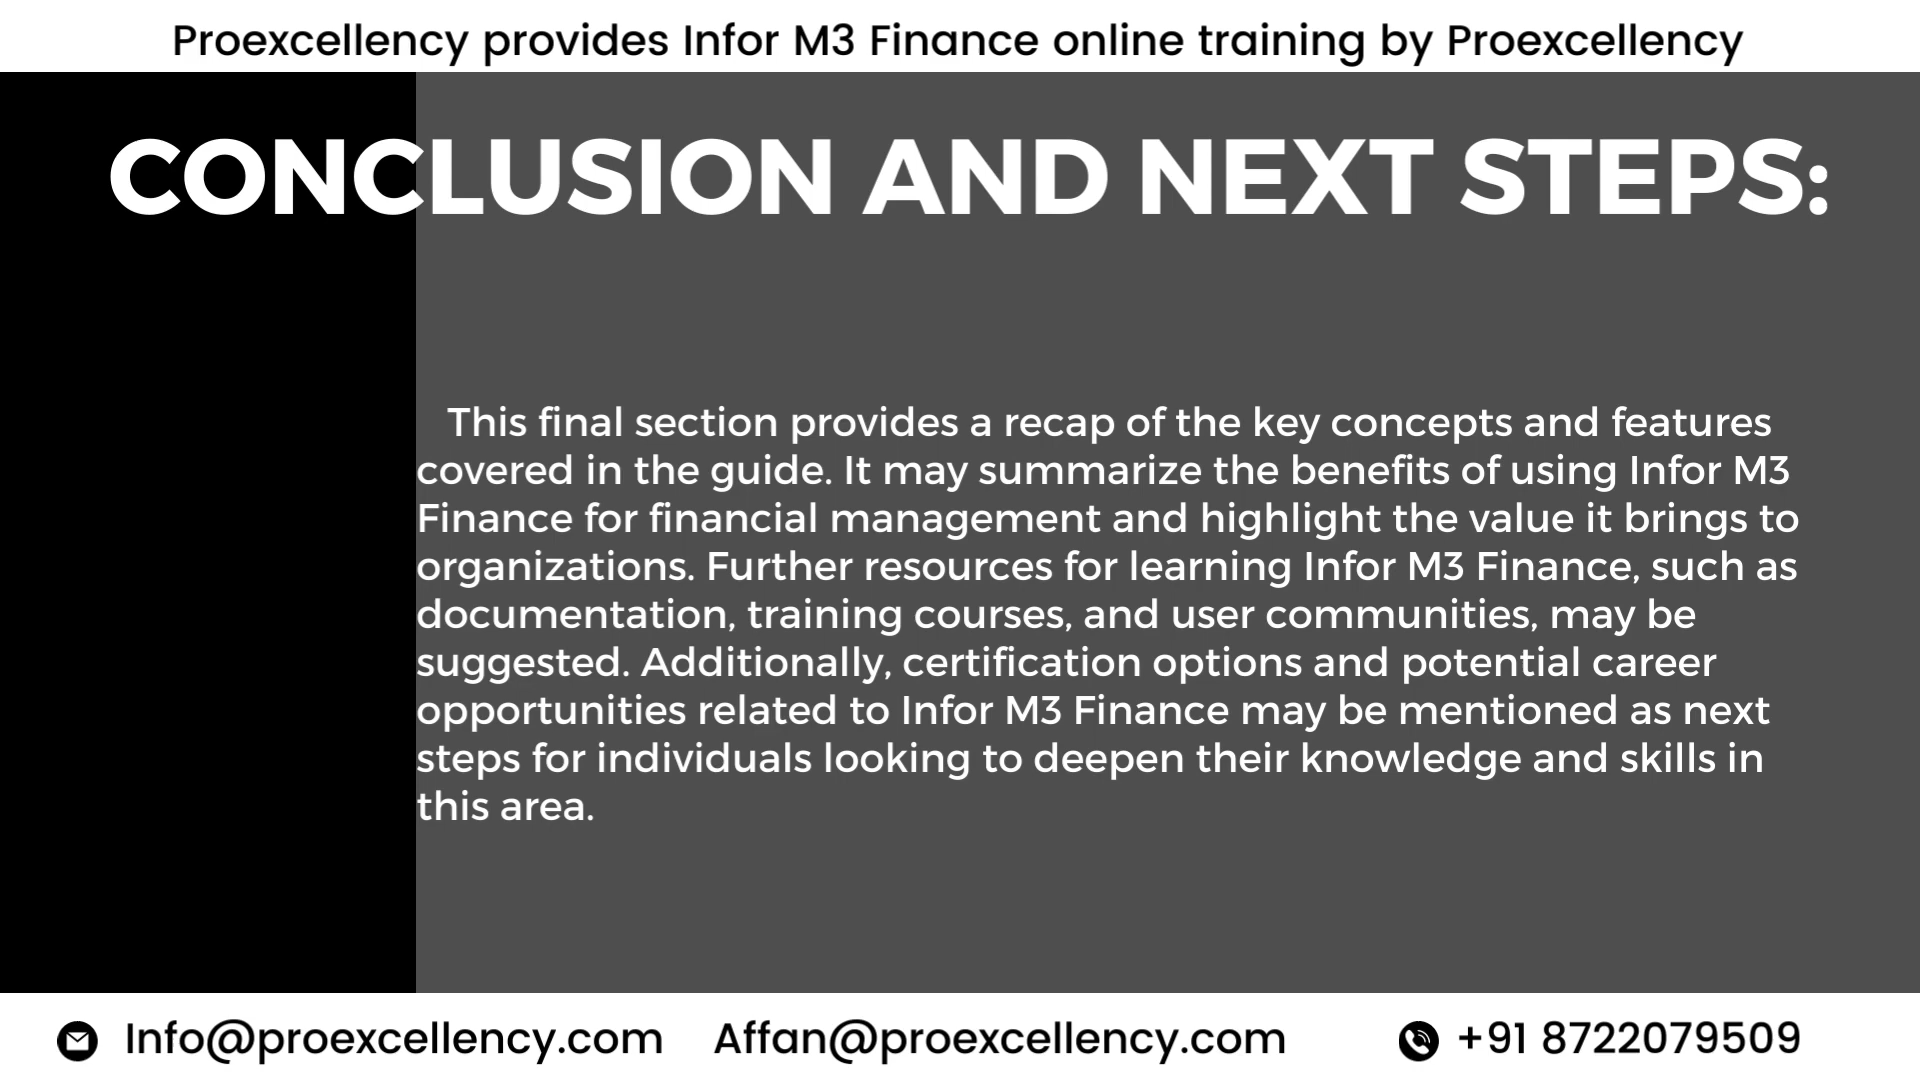 Proexcellency provides Infor M3 Finance online training by Proexcellency
CONCLUSION AND NEXT STEPS:
This final section provides a recap of the key concepts and features
covered in the guide. It may summarize the benefits of using Infor M3
Finance for financial management and highlight the value it brings to
organizations. Further resources for learning Infor M3 Finance, such as
documentation, training courses, and user communities, may be
suggested. Additionally, certification options and potential career
opportunities related to Infor M3 Finance may be mentioned as next
steps for individuals looking to deepen their knowledge and skills in
this area.
Info@proexcellency.com Affan@proexcellency.com +91 8722079509